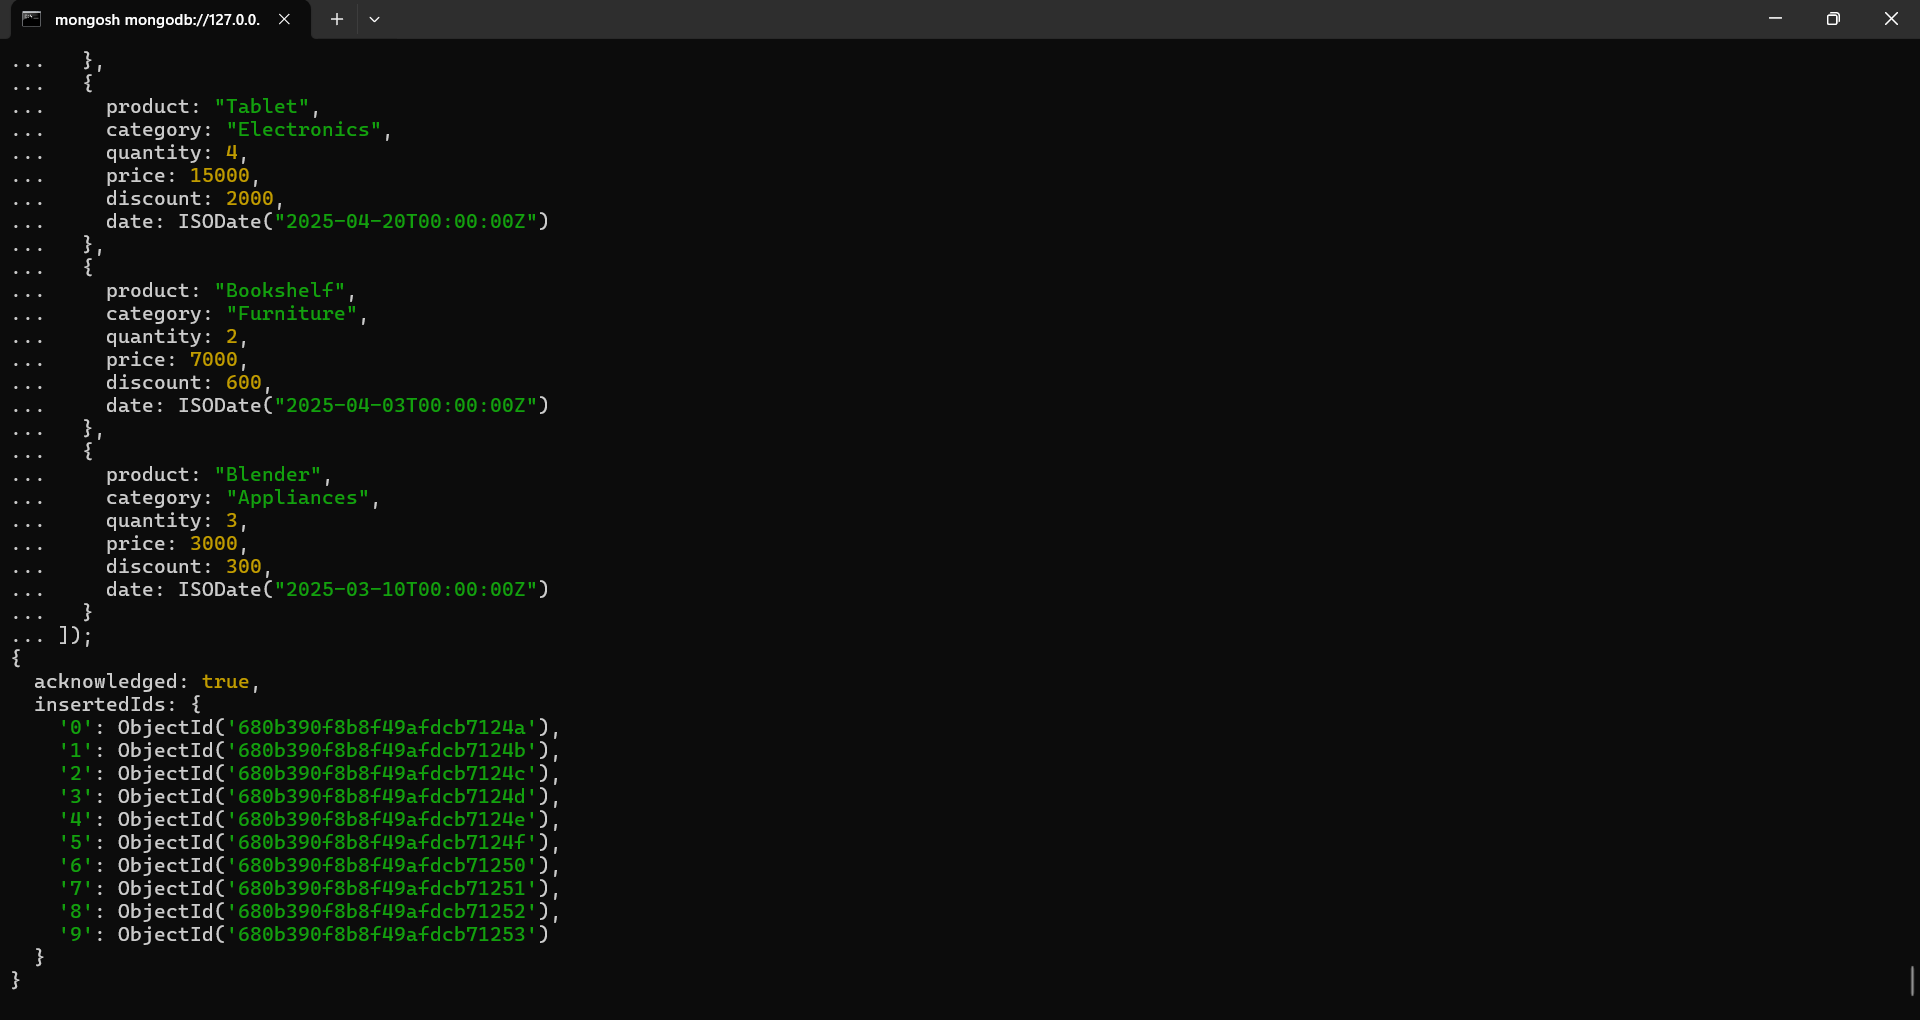 mongosh mongodb://127.0.0.
...   },
...   {
...     product: "Tablet",
...     category: "Electronics",
...     quantity: 4,
...     price: 15000,
...     discount: 2000,
...     date: ISODate("2025-04-20T00:00:00Z")
...   },
...   {
...     product: "Bookshelf",
...     category: "Furniture",
...     quantity: 2,
...     price: 7000,
...     discount: 600,
...     date: ISODate("2025-04-03T00:00:00Z")
...   },
...   {
...     product: "Blender",
...     category: "Appliances",
...     quantity: 3,
...     price: 3000,
...     discount: 300,
...     date: ISODate("2025-03-10T00:00:00Z")
...   }
... ]);
{
  acknowledged: true,
  insertedIds: {
    '0': ObjectId('680b390f8b8f49afdcb7124a'),
    '1': ObjectId('680b390f8b8f49afdcb7124b'),
    '2': ObjectId('680b390f8b8f49afdcb7124c'),
    '3': ObjectId('680b390f8b8f49afdcb7124d'),
    '4': ObjectId('680b390f8b8f49afdcb7124e'),
    '5': ObjectId('680b390f8b8f49afdcb7124f'),
    '6': ObjectId('680b390f8b8f49afdcb71250'),
    '7': ObjectId('680b390f8b8f49afdcb71251'),
    '8': ObjectId('680b390f8b8f49afdcb71252'),
    '9': ObjectId('680b390f8b8f49afdcb71253')
  }
}